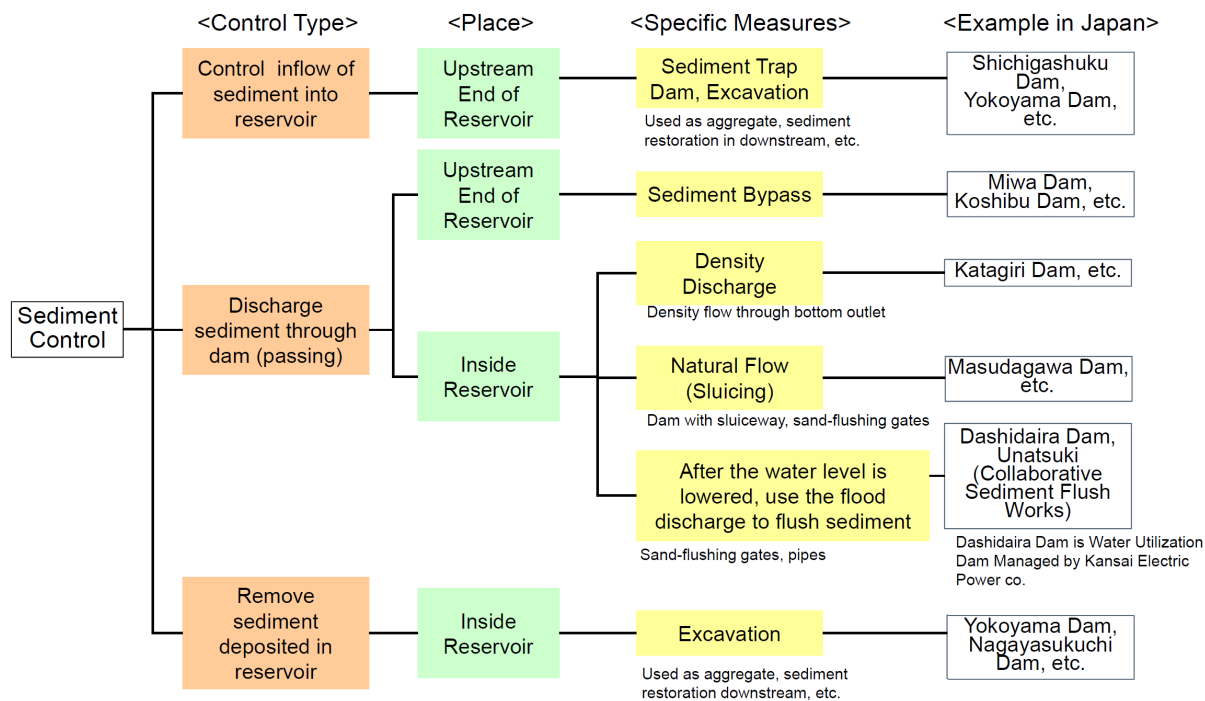 <Control Type>
<Place>
<Specific Measures>
<Example in Japan>
Sediment
Control
Control inflow of
sediment into
reservoir
Upstream
End of
Reservoir
Sediment Trap
Dam, Excavation
Used as aggregate, sediment
restoration in downstream, etc.
Shichigashuku
Dam,
Yokoyama Dam,
etc.
Discharge
sediment through
dam (passing)
Upstream
End of
Reservoir
Sediment Bypass
Miwa Dam,
Koshibu Dam, etc.
Inside
Reservoir
Density
Discharge
Density flow through bottom outlet
Katagiri Dam, etc.
Natural Flow
(Sluicing)
Dam with sluiceway, sand-flushing gates
Masudagawa Dam,
etc.
After the water level is
lowered, use the flood
discharge to flush sediment
Sand-flushing gates, pipes
Dashidaira Dam,
Unatsuki
(Collaborative
Sediment Flush
Works)
Dashidaira Dam is Water Utilization
Dam Managed by Kansai Electric
Power co.
Remove
sediment
deposited in
reservoir
Inside
Reservoir
Excavation
Used as aggregate, sediment
restoration downstream, etc.
Yokoyama Dam,
Nagayasukuchi
Dam, etc.